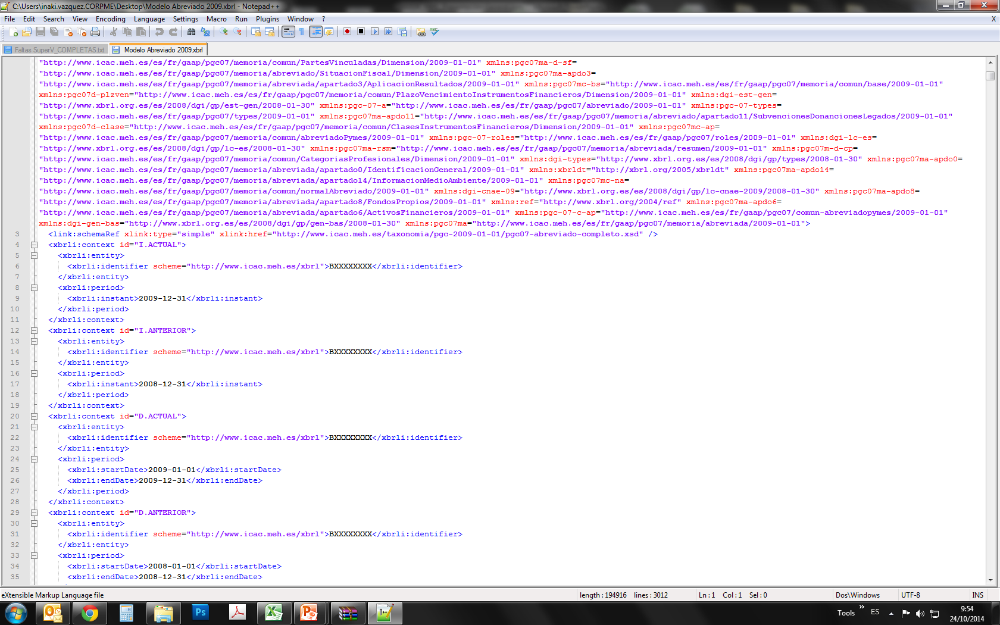 C:\Users\inaki.vazquez.CORPME\Desktop\Modelo Abreviado 2009.xbrl - Notepad++
File Edit Search View Encoding Language Settings Macro Run Plugins Window ? X
Faltas SuperV_COMPLETAS.txt Modelo Abreviado 2009.xbrl
"http://www.icac.meh.es/es/fr/gaap/pgc07/memoria/comun/PartesVinculadas/Dimension/2009-01-01" xmlns:pgc07ma-d-sf=
"http://www.icac.meh.es/es/fr/gaap/pgc07/memoria/abreviado/SituacionFiscal/Dimension/2009-01-01" xmlns:pgc07ma-apdo3=
"http://www.icac.meh.es/es/fr/gaap/pgc07/memoria/abreviada/apartado3/AplicacionResultados/2009-01-01" xmlns:pgc07mc-bs="http://www.icac.meh.es/es/fr/gaap/pgc07/memoria/comun/base/2009-01-01"
xmlns:pgc07d-plzven="http://www.icac.meh.es/es/fr/gaap/pgc07/memoria/comun/PlazoVencimientoInstrumentosFinancieros/Dimension/2009-01-01" xmlns:dgi-est-gen=
"http://www.xbrl.org.es/es/2008/dgi/gp/est-gen/2008-01-30" xmlns:pgc-07-a="http://www.icac.meh.es/es/fr/gaap/pgc07/abreviado/2009-01-01" xmlns:pgc-07-types=
"http://www.icac.meh.es/es/fr/gaap/pgc07/types/2009-01-01" xmlns:pgc07ma-apdo11="http://www.icac.meh.es/es/fr/gaap/pgc07/memoria/abreviado/apartado11/SubvencionesDonancionesLegados/2009-01-01"
xmlns:pgc07d-clase="http://www.icac.meh.es/es/fr/gaap/pgc07/memoria/comun/ClasesInstrumentosFinancieros/Dimension/2009-01-01" xmlns:pgc07mc-ap=
"http://www.icac.meh.es/es/fr/gaap/pgc07/memoria/comun/abreviadoPymes/2009-01-01" xmlns:pgc-07-roles="http://www.icac.meh.es/es/fr/gaap/pgc07/roles/2009-01-01" xmlns:dgi-lc-es=
"http://www.xbrl.org.es/es/2008/dgi/gp/lc-es/2008-01-30" xmlns:pgc07ma-rsm="http://www.icac.meh.es/es/fr/gaap/pgc07/memoria/abreviada/resumen/2009-01-01" xmlns:pgc07m-d-cp=
"http://www.icac.meh.es/es/fr/gaap/pgc07/memoria/comun/CategoriasProfesionales/Dimension/2009-01-01" xmlns:dgi-types="http://www.xbrl.org.es/es/2008/dgi/gp/types/2008-01-30" xmlns:pgc07ma-apdo0=
"http://www.icac.meh.es/es/fr/gaap/pgc07/memoria/abreviada/apartado0/IdentificacionGeneral/2009-01-01" xmlns:xbrldt="http://xbrl.org/2005/xbrldt" xmlns:pgc07ma-apdo14=
"http://www.icac.meh.es/es/fr/gaap/pgc07/memoria/abreviada/apartado14/InformacionMedioAmbiente/2009-01-01" xmlns:pgc07mc-na=
"http://www.icac.meh.es/es/fr/gaap/pgc07/memoria/comun/normalAbreviado/2009-01-01" xmlns:dgi-cnae-09="http://www.xbrl.org.es/es/2008/dgi/gp/lc-cnae-2009/2008-01-30" xmlns:pgc07ma-apdo8=
"http://www.icac.meh.es/es/fr/gaap/pgc07/memoria/abreviada/apartado8/FondosPropios/2009-01-01" xmlns:ref="http://www.xbrl.org/2004/ref" xmlns:pgc07ma-apdo6=
"http://www.icac.meh.es/es/fr/gaap/pgc07/memoria/abreviada/apartado6/ActivosFinancieros/2009-01-01" xmlns:pgc-07-c-ap="http://www.icac.meh.es/es/fr/gaap/pgc07/comun-abreviadopymes/2009-01-01"
xmlns:dgi-gen-bas="http://www.xbrl.org.es/es/2008/dgi/gp/gen-bas/2008-01-30" xmlns:pgc07ma="http://www.icac.meh.es/es/fr/gaap/pgc07/memoria/abreviada/2009-01-01">
3 <link:schemaRef xlink:type="simple" xlink:href="http://www.icac.meh.es/taxonomia/pgc-2009-01-01/pgc07-abreviado-completo.xsd" />
4 <xbrli:context id="I.ACTUAL">
5 <xbrli:entity>
6 <xbrli:identifier scheme="http://www.icac.meh.es/xbrl">BXXXXXXXX</xbrli:identifier>
7 </xbrli:entity>
8 <xbrli:period>
9 <xbrli:instant>2009-12-31</xbrli:instant>
10 </xbrli:period>
11 </xbrli:context>
12 <xbrli:context id="I.ANTERIOR">
13 <xbrli:entity>
14 <xbrli:identifier scheme="http://www.icac.meh.es/xbrl">BXXXXXXXX</xbrli:identifier>
15 </xbrli:entity>
16 <xbrli:period>
17 <xbrli:instant>2008-12-31</xbrli:instant>
18 </xbrli:period>
19 </xbrli:context>
20 <xbrli:context id="D.ACTUAL">
21 <xbrli:entity>
22 <xbrli:identifier scheme="http://www.icac.meh.es/xbrl">BXXXXXXXX</xbrli:identifier>
23 </xbrli:entity>
24 <xbrli:period>
25 <xbrli:startDate>2009-01-01</xbrli:startDate>
26 <xbrli:endDate>2009-12-31</xbrli:endDate>
27 </xbrli:period>
28 </xbrli:context>
29 <xbrli:context id="D.ANTERIOR">
30 <xbrli:entity>
31 <xbrli:identifier scheme="http://www.icac.meh.es/xbrl">BXXXXXXXX</xbrli:identifier>
32 </xbrli:entity>
33 <xbrli:period>
34 <xbrli:startDate>2008-01-01</xbrli:startDate>
35 <xbrli:endDate>2008-12-31</xbrli:endDate>
eXtensible Markup Language file length : 194916 lines : 3012 Ln : 1 Col : 1 Sel : 0 Dos\Windows UTF-8 INS
Ps
Tools » ES 9:54
24/10/2014